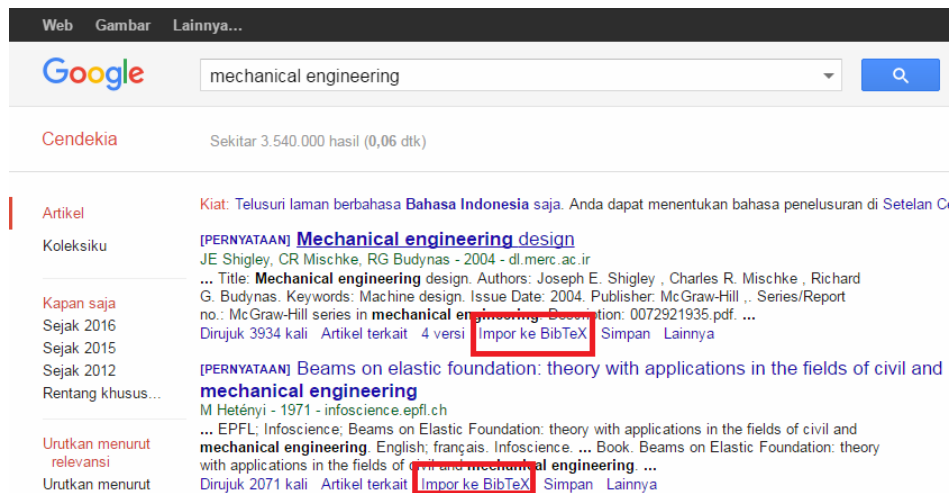 Web Gambar Lainnya...
Google mechanical engineering
Cendekia Sekitar 3.540.000 hasil (0,06 dtk)
Artikel
Koleksiku
Kapan saja
Sejak 2016
Sejak 2015
Sejak 2012
Rentang khusus...
Urutkan menurut
relevansi
Urutkan menurut
Kiat: Telusuri laman berbahasa Bahasa Indonesia saja. Anda dapat menentukan bahasa penelusuran di Setelan
[PERNYATAAN] Mechanical engineering design
JE Shigley, CR Mischke, RG Budynas - 2004 - dl.merc.ac.ir
... Title: Mechanical engineering design. Authors: Joseph E. Shigley , Charles R. Mischke , Richard
G. Budynas. Keywords: Machine design. Issue Date: 2004. Publisher: McGraw-Hill ,. Series/Report
no.: McGraw-Hill series in mechanical engineering. Description: 0072921935.pdf. ...
Dirujuk 3934 kali Artikel terkait 4 versi Impor ke BibTeX Simpan Lainnya
[PERNYATAAN] Beams on elastic foundation: theory with applications in the fields of civil and
mechanical engineering
M Hetényi - 1971 - infoscience.epfl.ch
... EPFL; Infoscience; Beams on Elastic Foundation: theory with applications in the fields of civil and
mechanical engineering. English; français. Infoscience. ... Book. Beams on Elastic Foundation: theory
with applications in the fields of civil and mechanical engineering. ...
Dirujuk 2071 kali Artikel terkait Impor ke BibTeX Simpan Lainnya